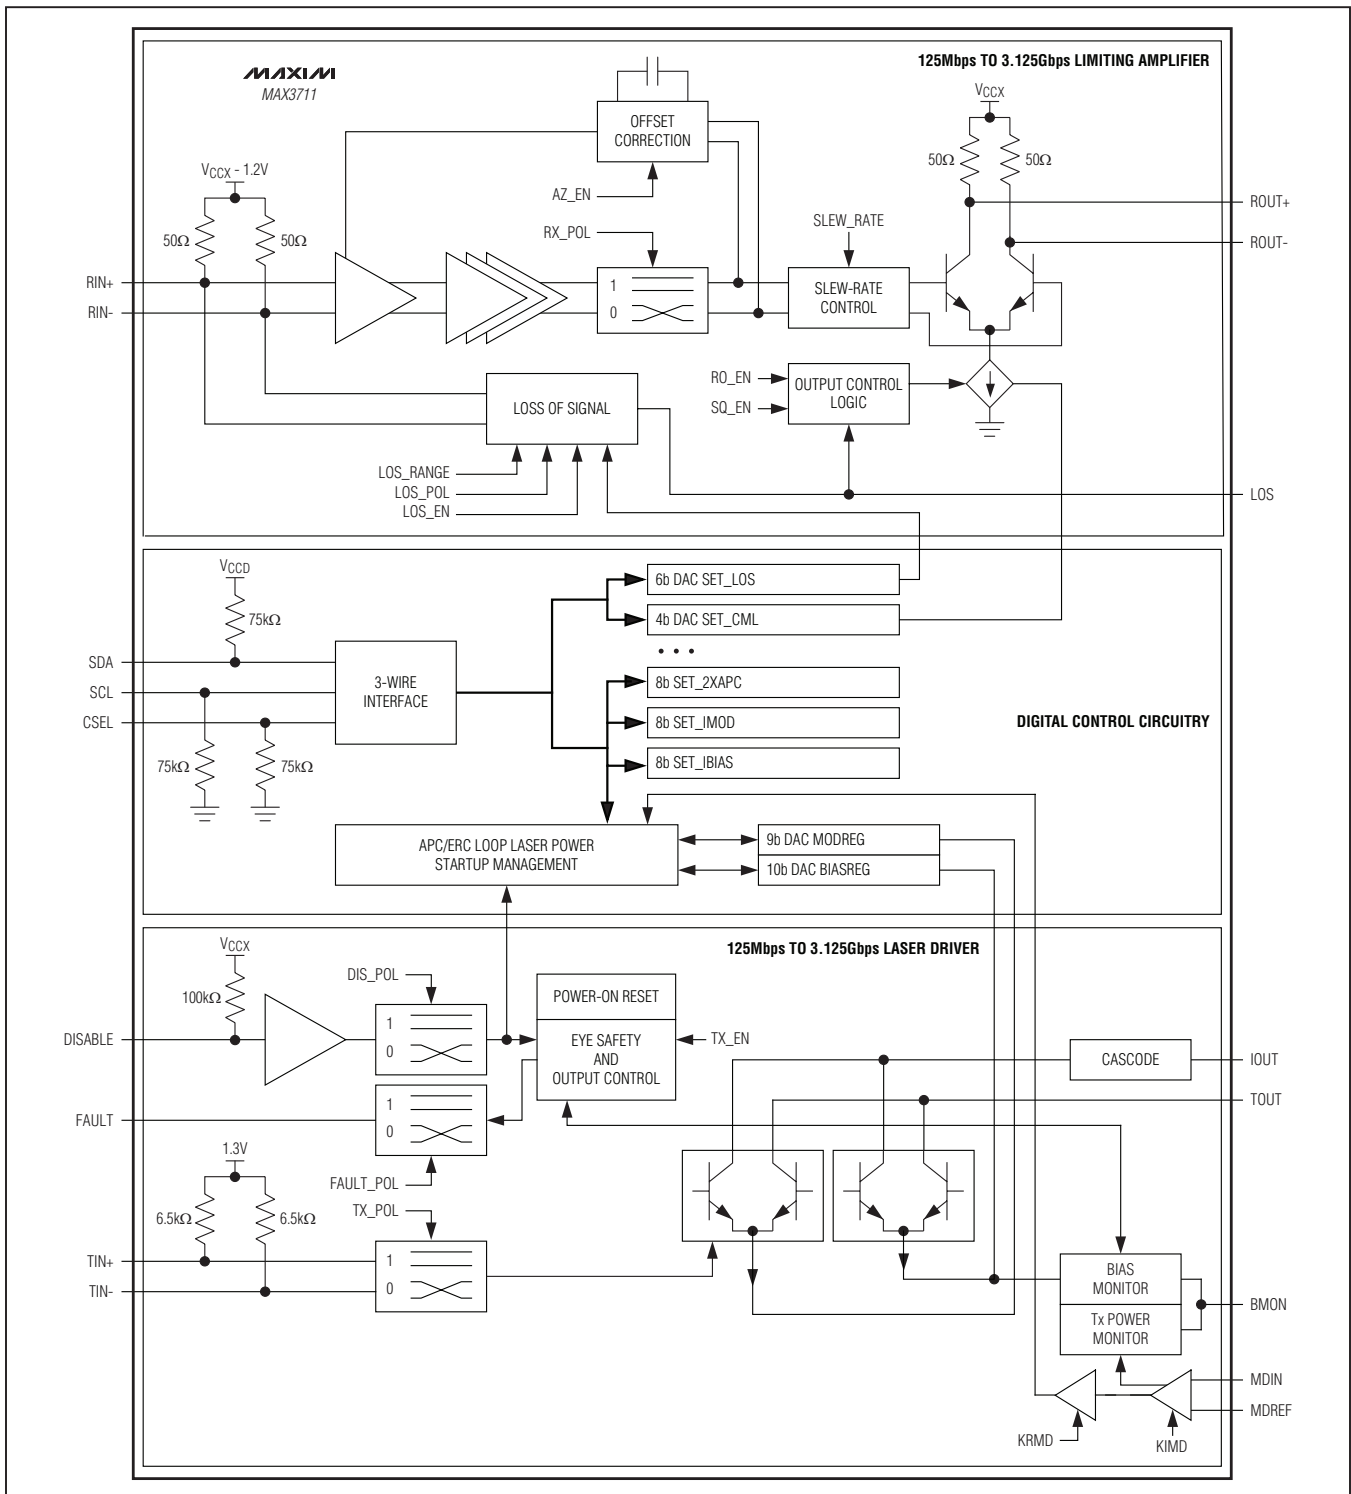 125Mbps TO 3.125Gbps LIMITING AMPLIFIER
MAXIM
MAX3711
OFFSET
CORRECTION
VCCX
50Ω
50Ω
VCCX - 1.2V
AZ_EN
ROUT+
SLEW_RATE
RX_POL
50Ω
50Ω
ROUT-
RIN+
1
SLEW-RATE
CONTROL
RIN-
0
RO_EN
OUTPUT CONTROL
LOGIC
SQ_EN
LOSS OF SIGNAL
LOS_RANGE
LOS_POL
LOS_EN
LOS
VCCD
6b DAC SET_LOS
75kΩ
4b DAC SET_CML
• • •
SDA
3-WIRE
INTERFACE
8b SET_2XAPC
SCL
CSEL
8b SET_IMOD
DIGITAL CONTROL CIRCUITRY
75kΩ
75kΩ
8b SET_IBIAS
APC/ERC LOOP LASER POWER
STARTUP MANAGEMENT
9b DAC MODREG
10b DAC BIASREG
VCCX
125Mbps TO 3.125Gbps LASER DRIVER
DIS_POL
100kΩ
POWER-ON RESET
1
DISABLE
0
EYE SAFETY
AND
OUTPUT CONTROL
TX_EN
CASCODE
IOUT
1
TOUT
FAULT
0
1.3V
FAULT_POL
TX_POL
6.5kΩ
6.5kΩ
TIN+
1
BIAS
MONITOR
TIN-
0
BMON
Tx POWER
MONITOR
MDIN
MDREF
KRMD
KIMD